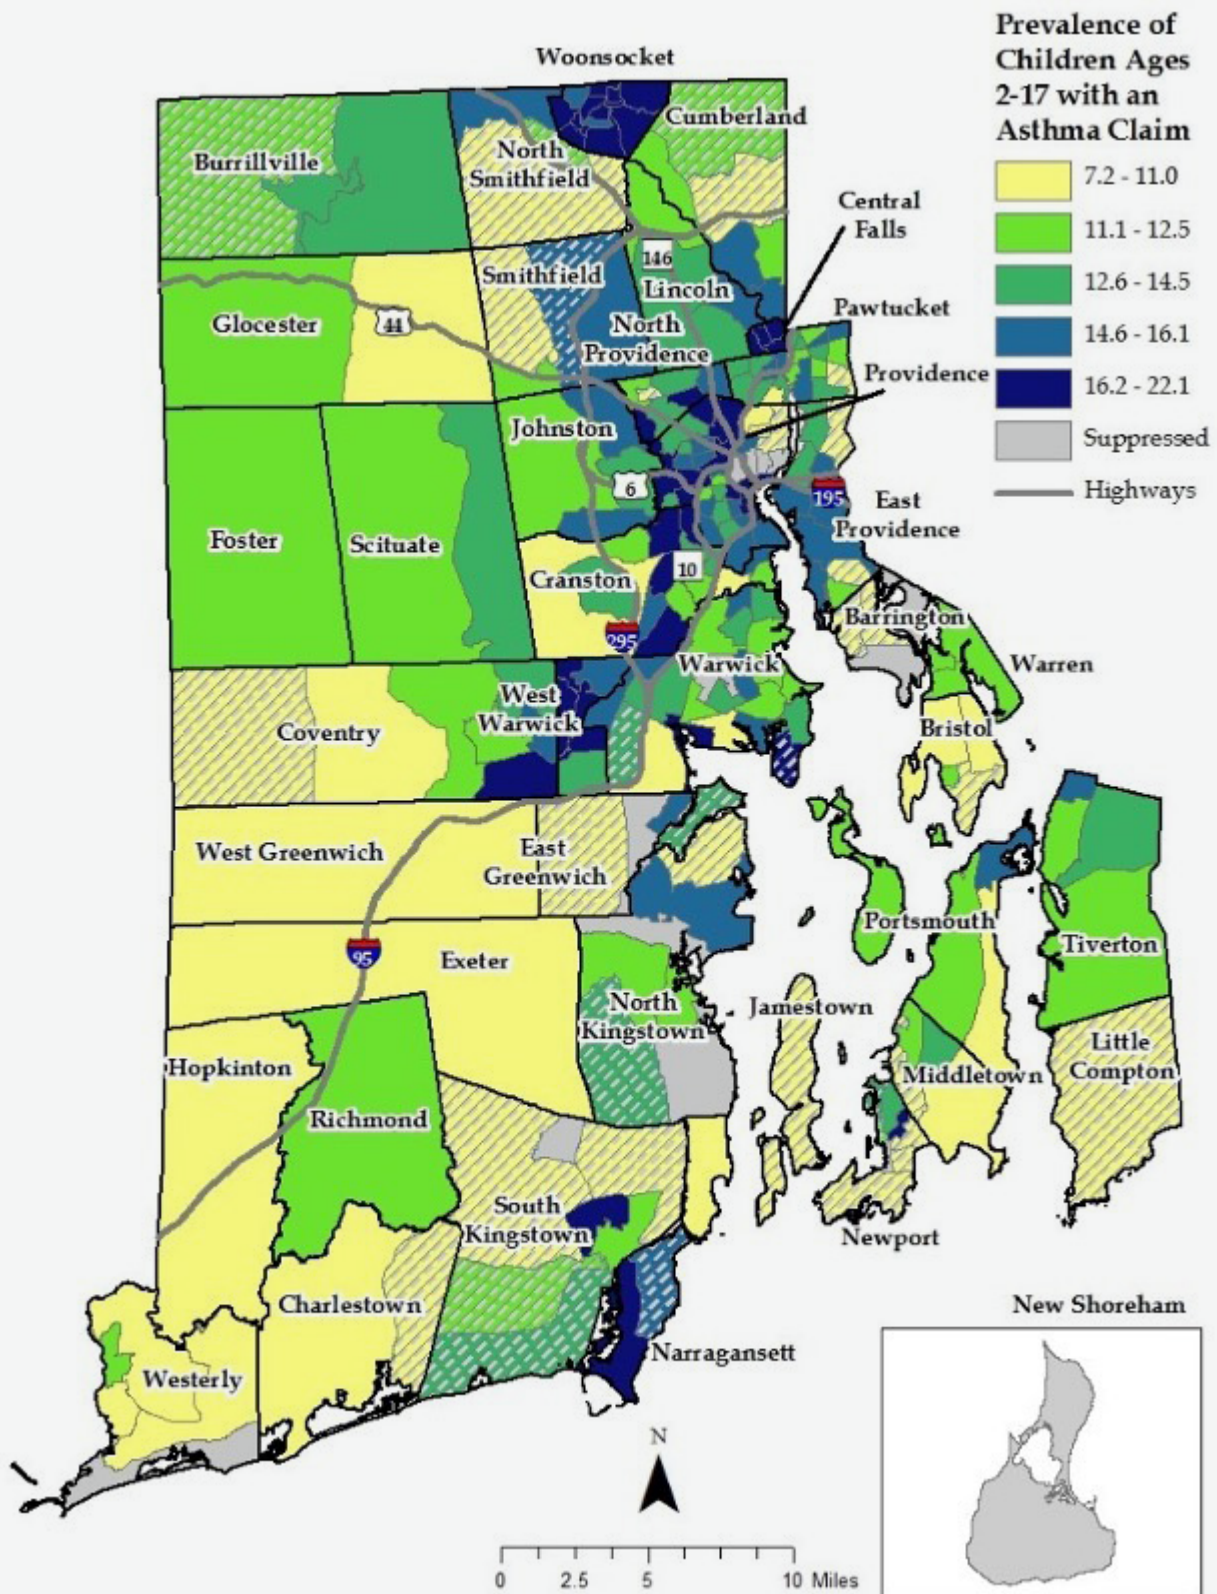 Prevalence of
Children Ages
2-17 with an
Asthma Claim
7.2 - 11.0
11.1 - 12.5
12.6 - 14.5
14.6 - 16.1
16.2 - 22.1
Suppressed
Highways
Woonsocket
Cumberland
Burrillville
North
Smithfield
Central
Falls
146
Smithfield
Lincoln
Pawtucket
Glocester
44
North
Providence
Providence
Johnston
6
195
East
Providence
Foster
Scituate
Cranston
10
295
Barrington
Warwick
Warren
West
Warwick
Coventry
Bristol
West Greenwich
East
Greenwich
Portsmouth
Tiverton
95
Exeter
North
Kingstown
Jamestown
Hopkinton
Middletown
Little
Compton
Richmond
South
Kingstown
Newport
Charlestown
New Shoreham
Narragansett
Westerly
N
0 2.5 5 10 Miles